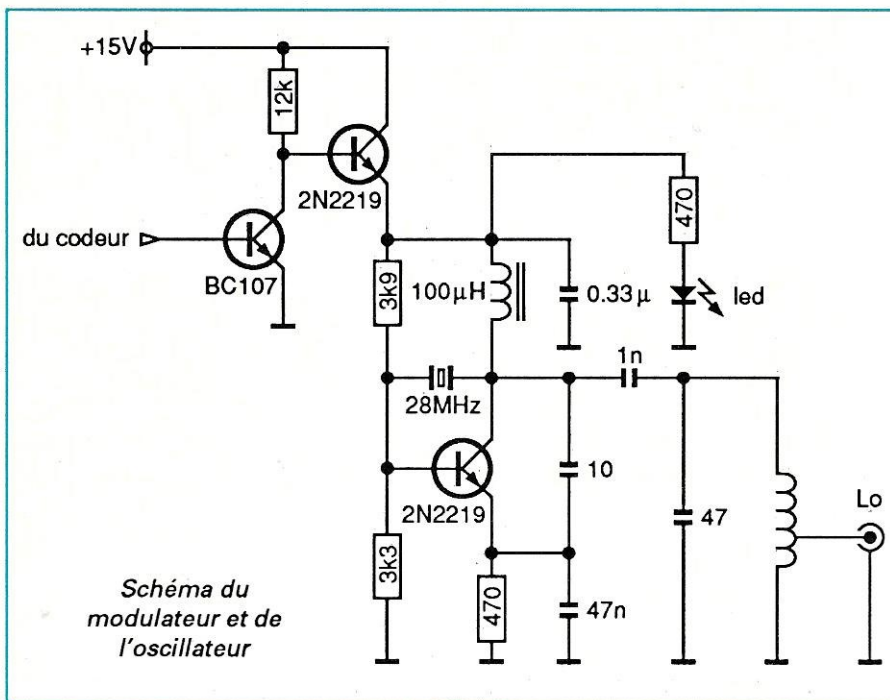 +15V
12k
2N2219
du codeur
BC107
3k9
100µH
0.33 µ
470
led
28MHz
1n
10
2N2219
47
Lo
3k3
470
47n
Schéma du
modulateur et de
l'oscillateur